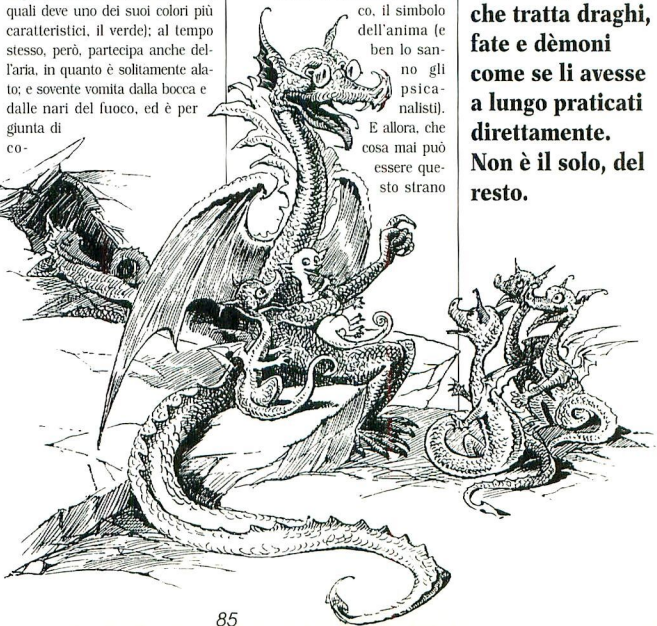 quali deve uno dei suoi colori più
caratteristici, il verde); al tempo
stesso, però, partecipa anche del-
l'aria, in quanto è solitamente ala-
to; e sovente vomita dalla bocca e
dalle nari del fuoco, ed è per
giunta di
co-
co, il simbolo
dell'anima (e
ben lo san-
no gli
psica-
nalisti).
E allora, che
cosa mai può
essere que-
sto strano
che tratta draghi,
fate e dèmoni
come se li avesse
a lungo praticati
direttamente.
Non è il solo, del
resto.
85